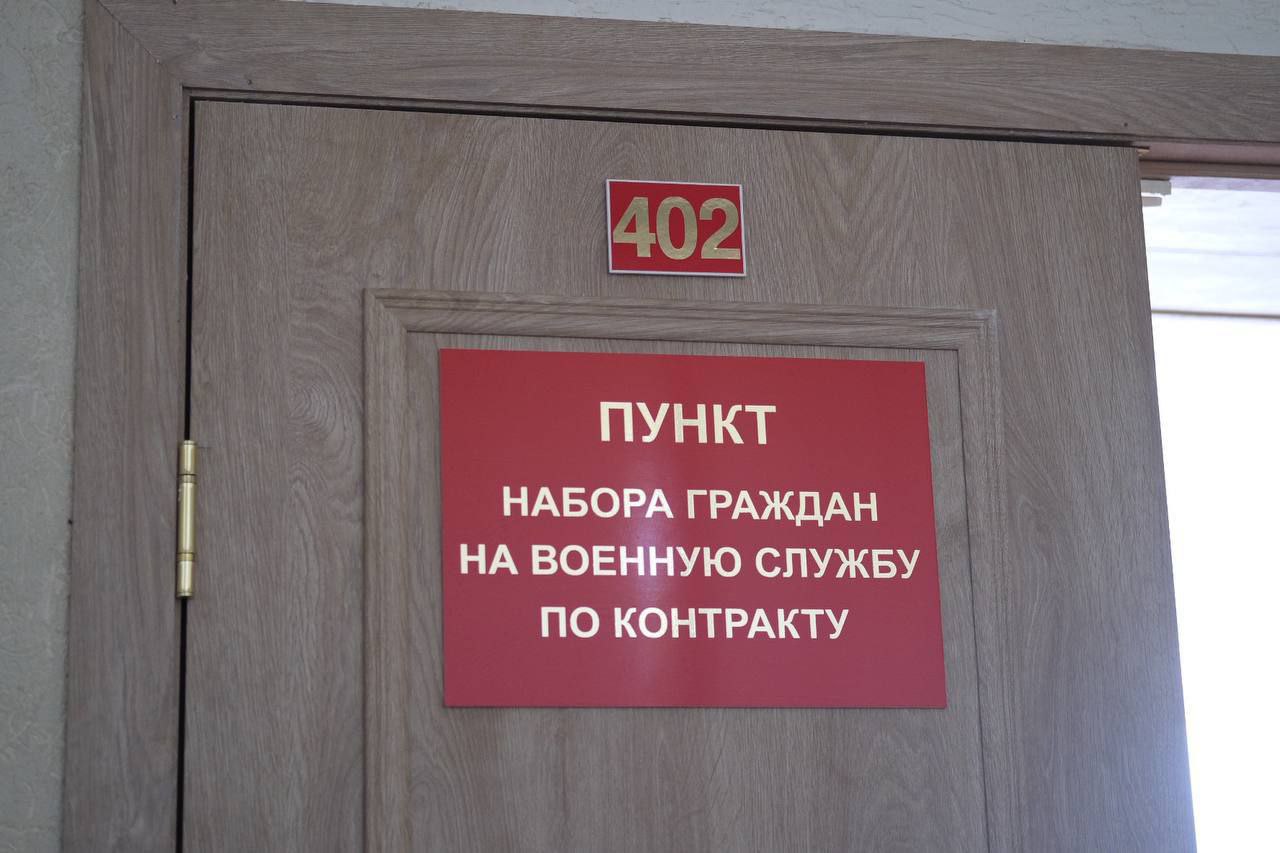 402
ПУНКТ
НАБОРА ГРАЖДАН
НА ВОЕННУЮ СЛУЖБУ
ПО КОНТРАКТУ